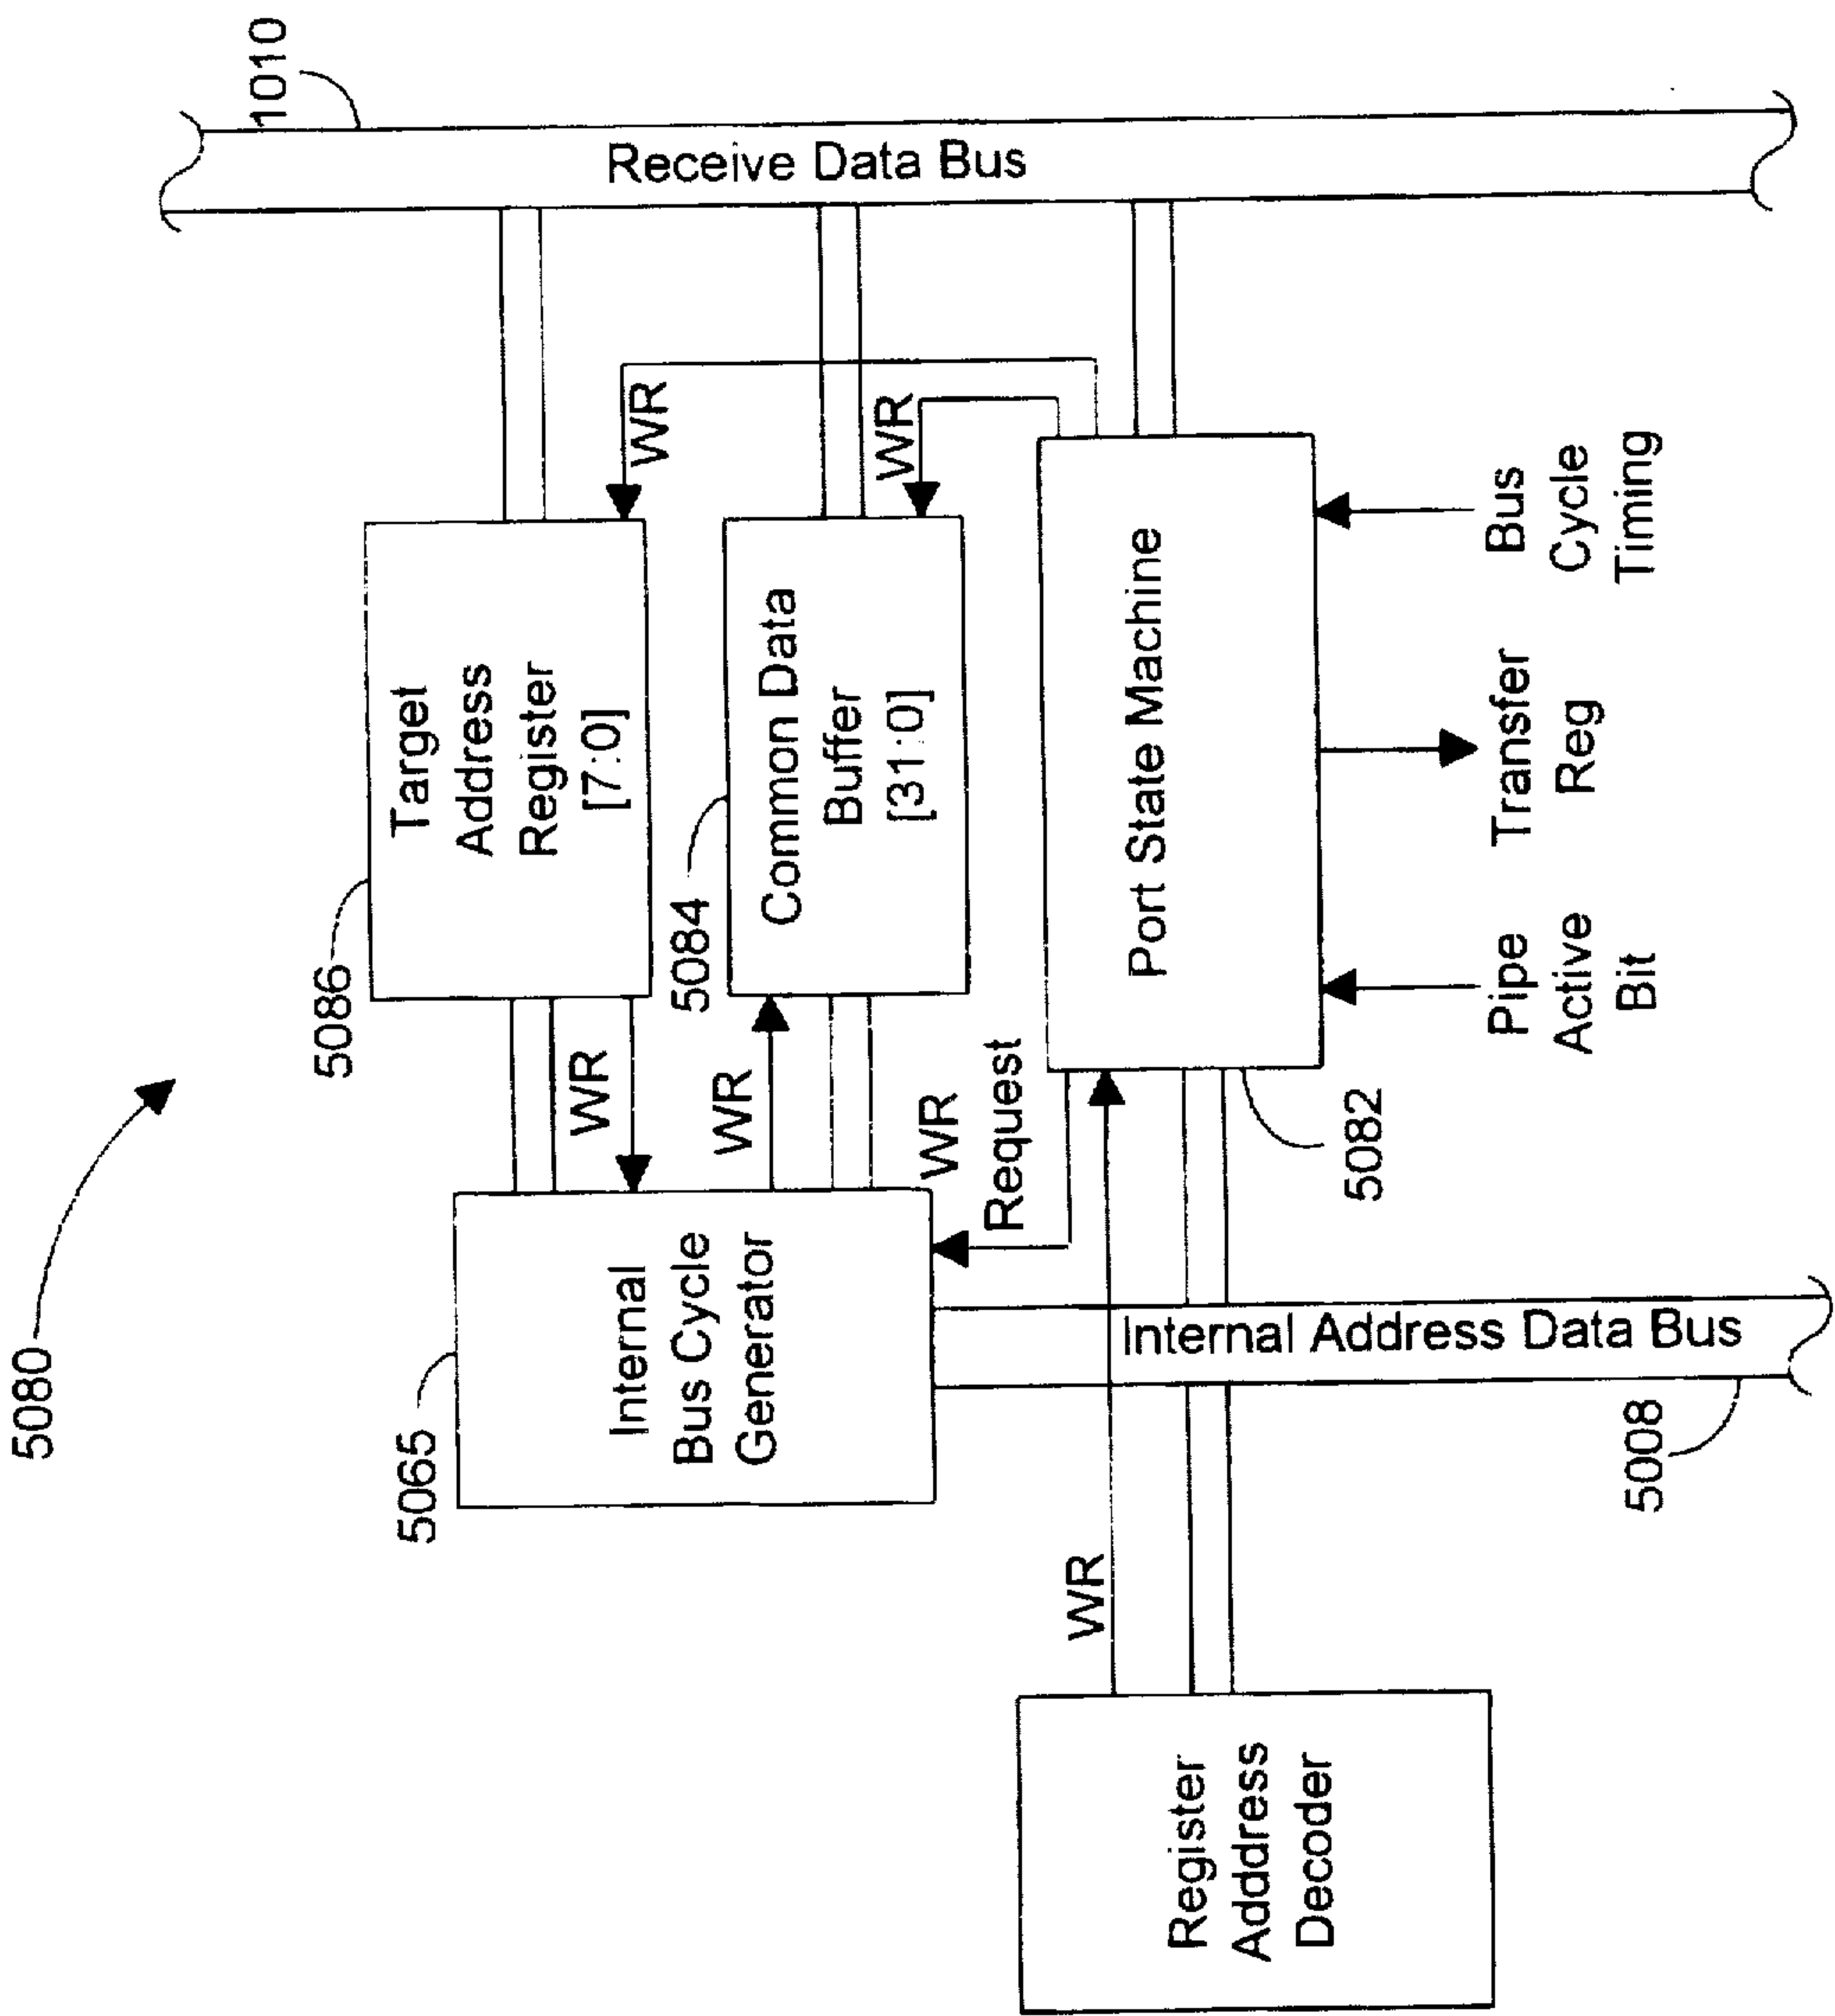 5080
1010
5065
5086
Target
Address
Register
[7:0]
WR
WR
Internal
Bus Cycle
Generator
5084
Common Data
Buffer
[31:0]
WR
WR
WR
Request
Receive Data Bus
WR
Port State Machine
Register
Adddress
Decoder
Internal Address Data Bus
5082
5008
Pipe
Active
Bit
Transfer
Reg
Bus
Cycle
Timing